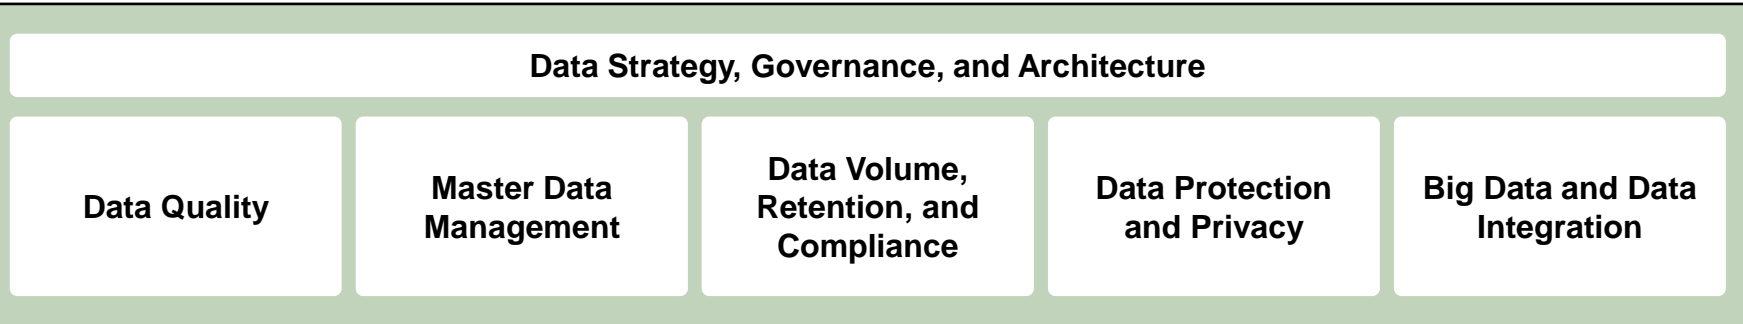 Data Strategy, Governance, and Architecture
Data Quality
Master Data
Management
Data Volume,
Retention, and
Compliance
Data Protection
and Privacy
Big Data and Data
Integration